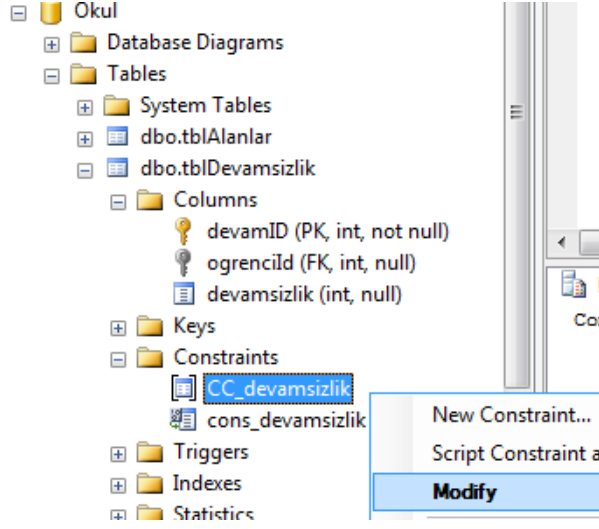 Okul
Database Diagrams
Tables
System Tables
dbo.tblAlanlar
dbo.tblDevamsizlik
Columns
devamID (PK, int, not null)
ogrenciId (FK, int, null)
devamsizlik (int, null)
Keys
Constraints
CC_devamsizlik
cons_devamsizlik
New Constraint...
Script Constraint a
Modify
Triggers
Indexes
Statistics